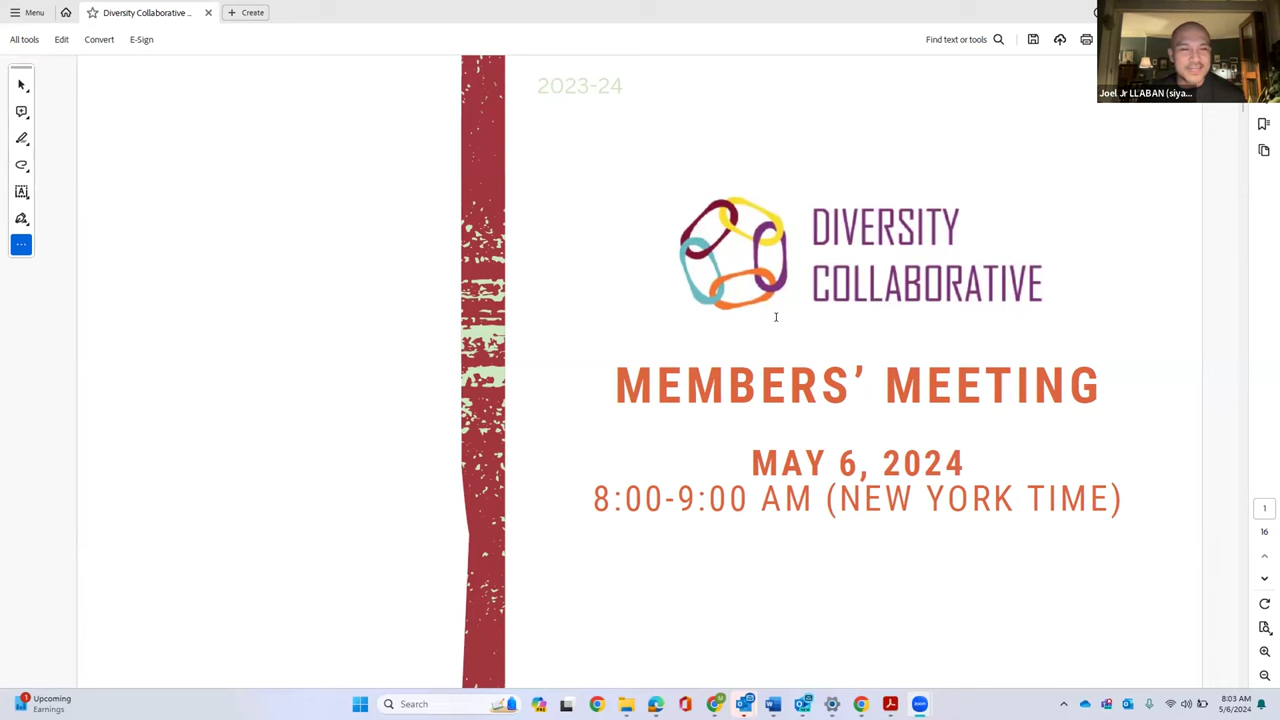 Menu
Diversity Collaborative ...
Create
All tools
Edit
Convert
E-Sign
Find text or tools
Joel Jr LLABAN (siya...
2023-24
DIVERSITY
COLLABORATIVE
MEMBERS’ MEETING
MAY 6, 2024
8:00-9:00 AM (NEW YORK TIME)
1
16
1
Upcoming
Earnings
Search
8:03 AM
5/6/2024